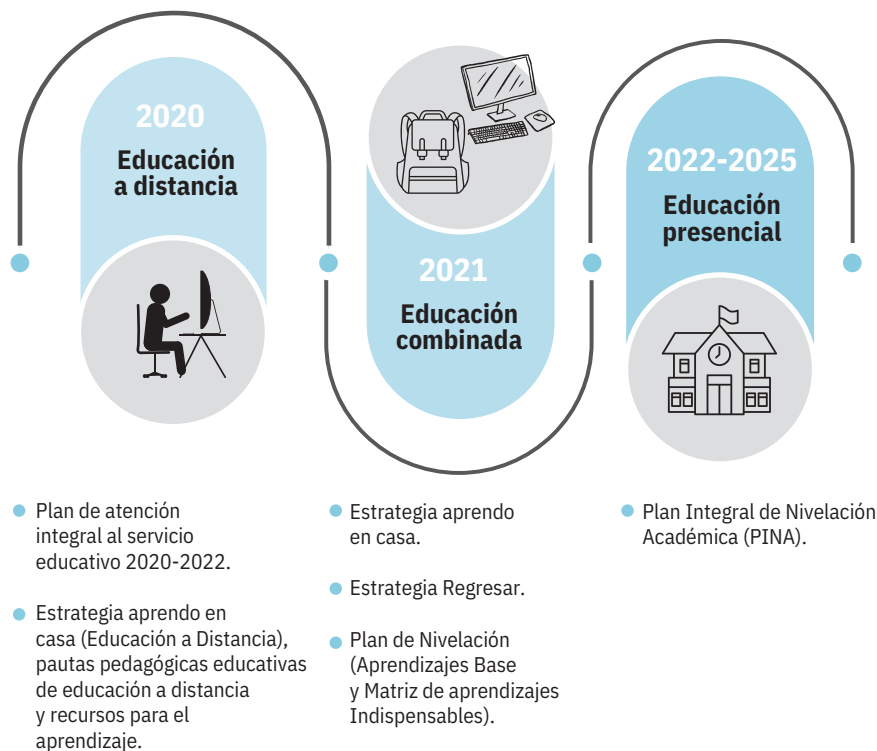 2020
Educación
a distancia
2021
Educación
combinada
2022-2025
Educación
presencial
Plan de atención
integral al servicio
educativo 2020-2022.
Estrategia aprendo en
casa (Educación a Distancia),
pautas pedagógicas educativas
de educación a distancia
y recursos para el
aprendizaje.
Estrategia aprendo
en casa.
Estrategia Regresar.
Plan de Nivelación
(Aprendizajes Base
y Matriz de aprendizajes
Indispensables).
Plan Integral de Nivelación
Académica (PINA).